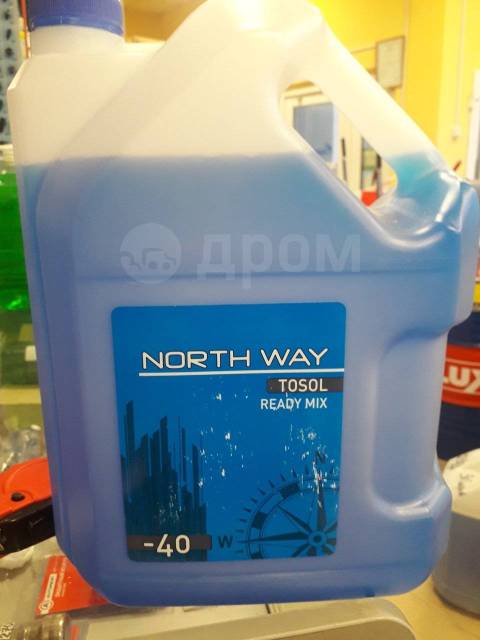 дром
NORTH WAY
TOSOL
READY MIX
N
-40
W
LUX